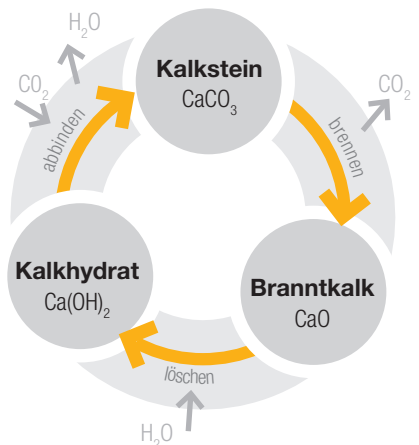 H₂O
CO₂
Kalkstein
CaCO₃
CO₂
abbinden
brennen
Kalkhydrat
Ca(OH)₂
Branntkalk
CaO
löschen
H₂O